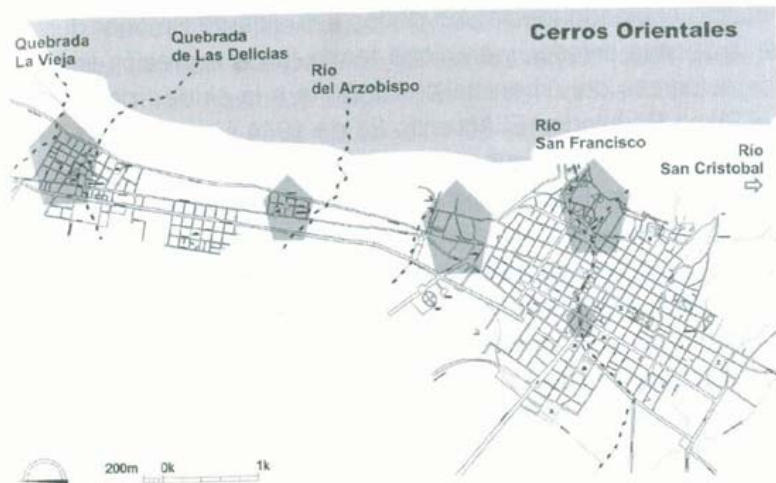 Cerros Orientales
Quebrada
La Vieja
Quebrada
de Las Delicias
Río
del Arzobispo
Río
San Francisco
Río
San Cristobal
200m 0k 1k